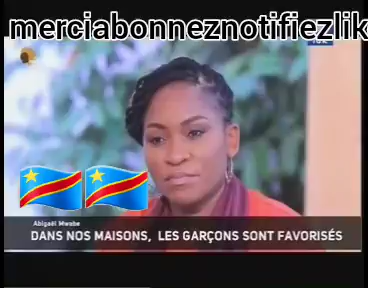 merciabonneznotifiezlik
Abigaël Mwabe
DANS NOS MAISONS, LES GARÇONS SONT FAVORISÉS